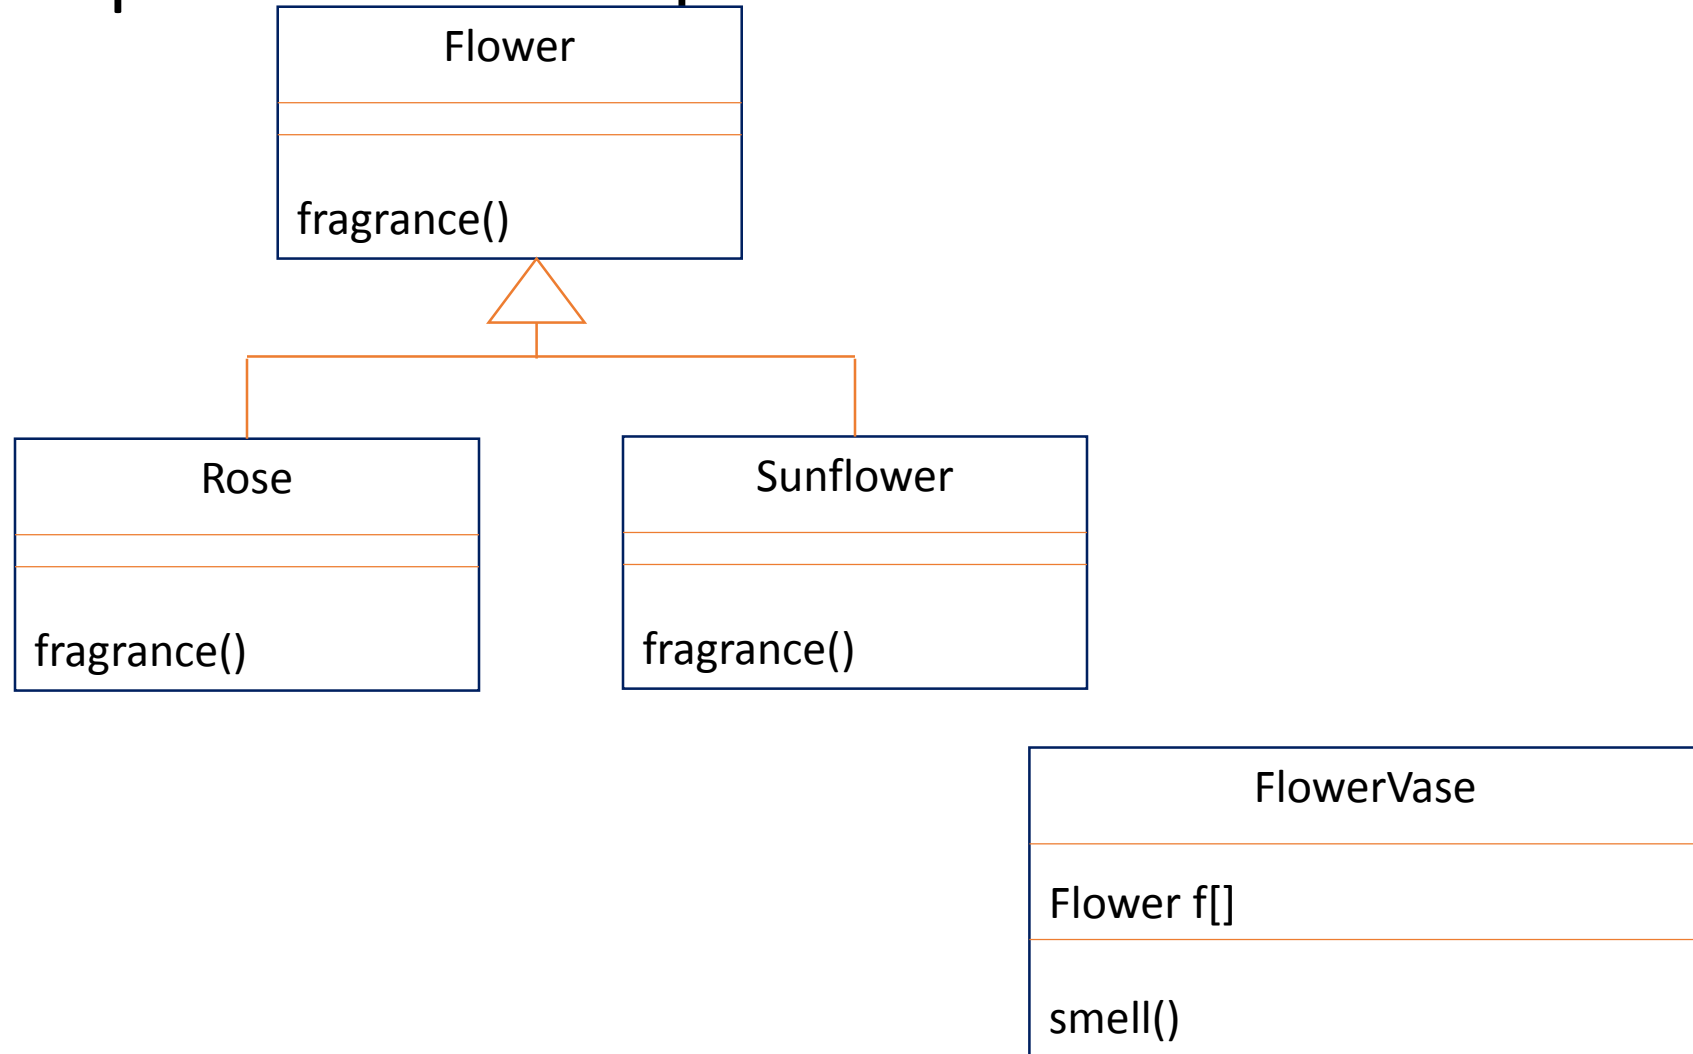 Flower
fragrance()
Rose
fragrance()
Sunflower
fragrance()
FlowerVase
Flower f[]
smell()